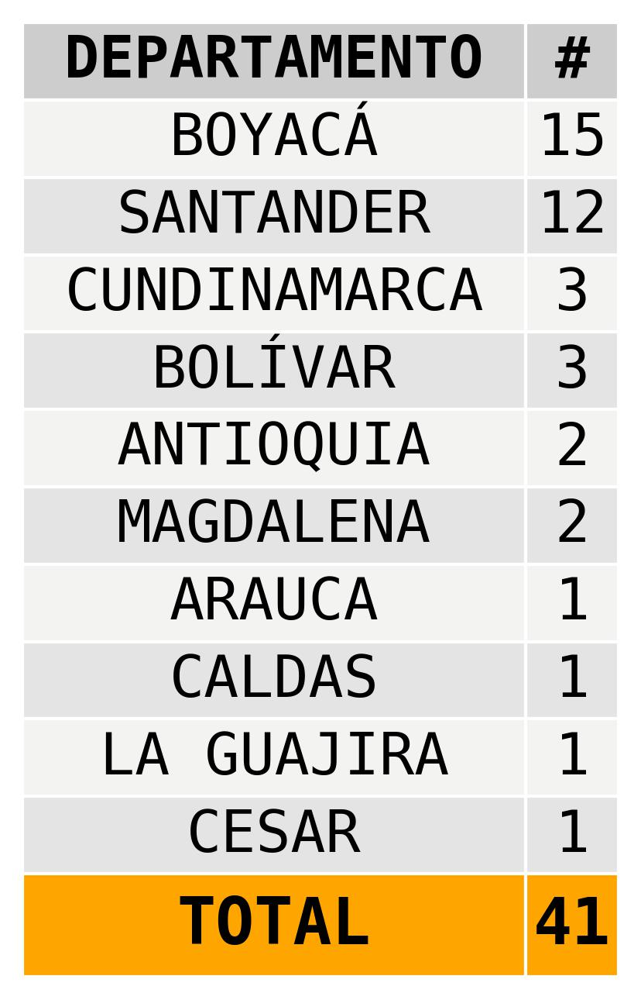 DEPARTAMENTO #
BOYACÁ 15
SANTANDER 12
CUNDINAMARCA 3
BOLÍVAR 3
ANTIOQUIA 2
MAGDALENA 2
ARAUCA 1
CALDAS 1
LA GUAJIRA 1
CESAR 1
TOTAL 41